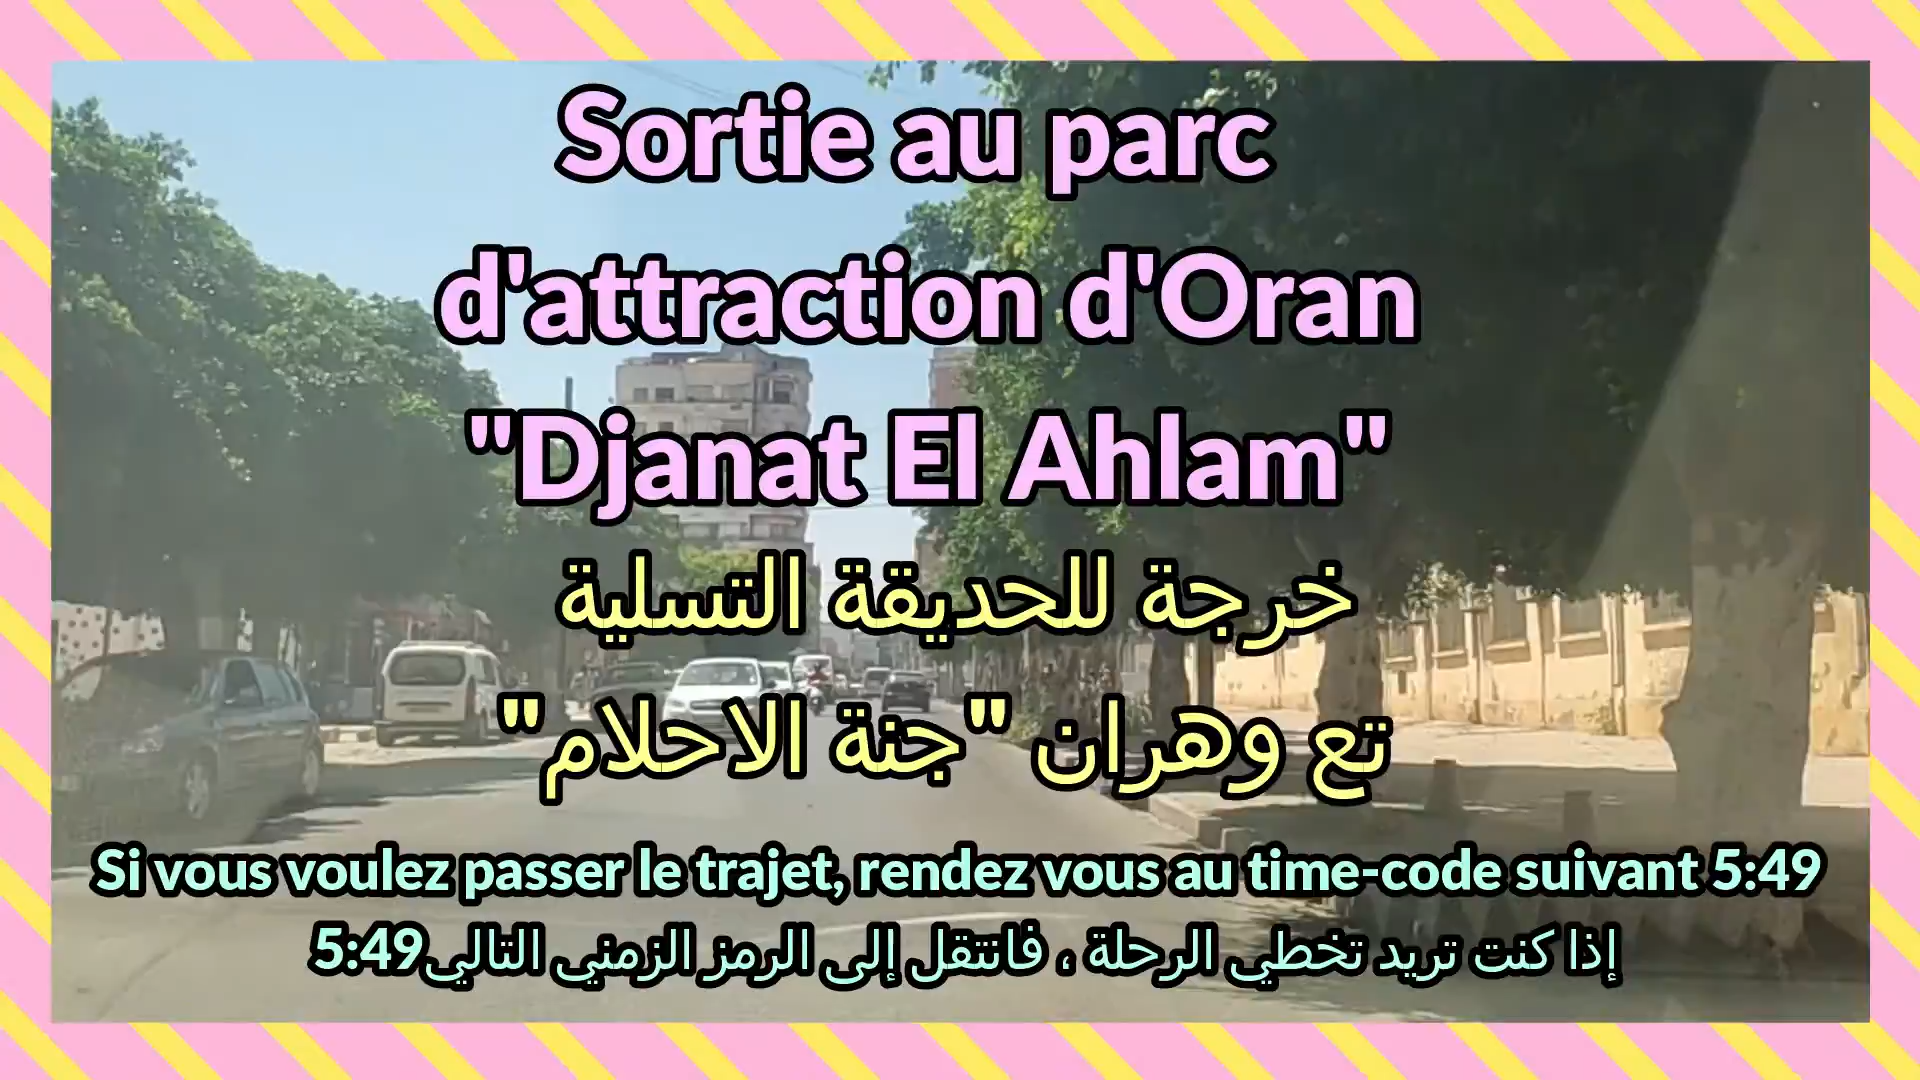 Sortie au parc
d'attraction d'Oran
"Djanat El Ahlam"
خرجة للحديقة التسلية
تع وهران "جنة الاحلام"
Si vous voulez passer le trajet, rendez vous au time-code suivant 5:49
إذا كنت تريد تخطي الرحلة ، فانتقل إلى الرمز الزمني التالي5:49